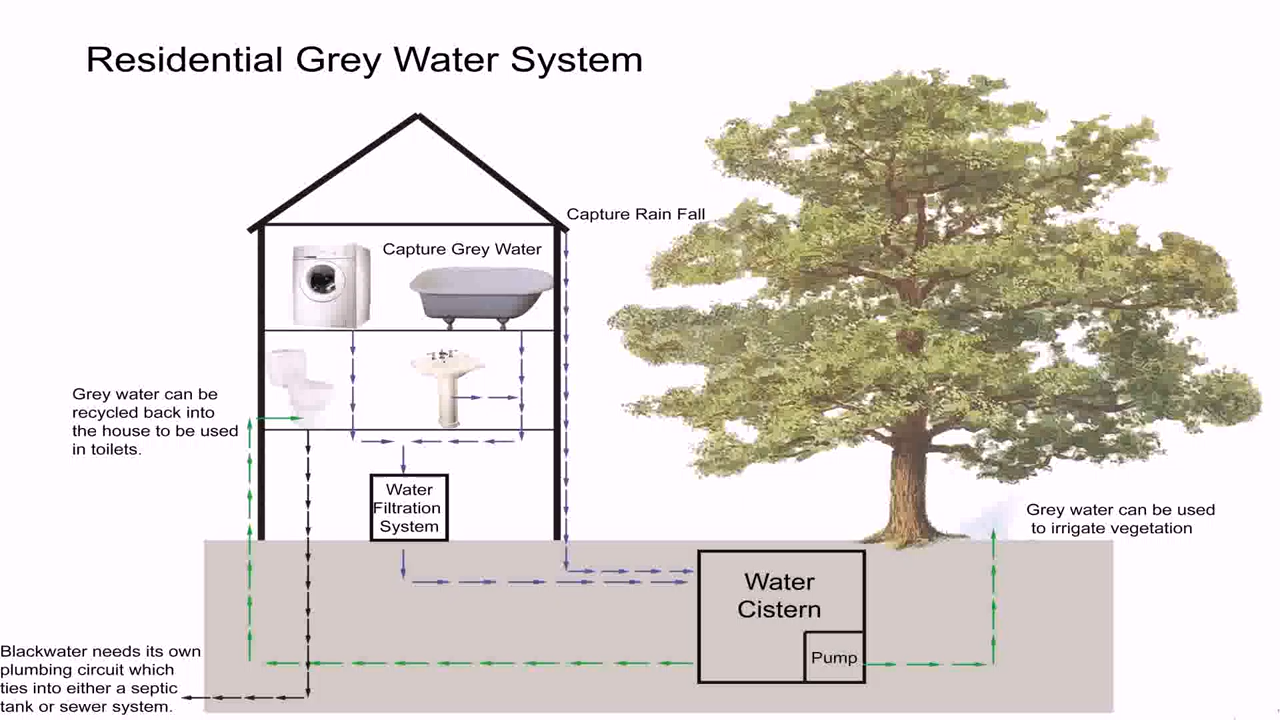 Residential Grey Water System
Capture Rain Fall
Capture Grey Water
Grey water can be
recycled back into
the house to be used
in toilets.
Water
Filtration
System
Grey water can be used
to irrigate vegetation
Water
Cistern
Pump
Blackwater needs its own
plumbing circuit which
ties into either a septic
tank or sewer system.